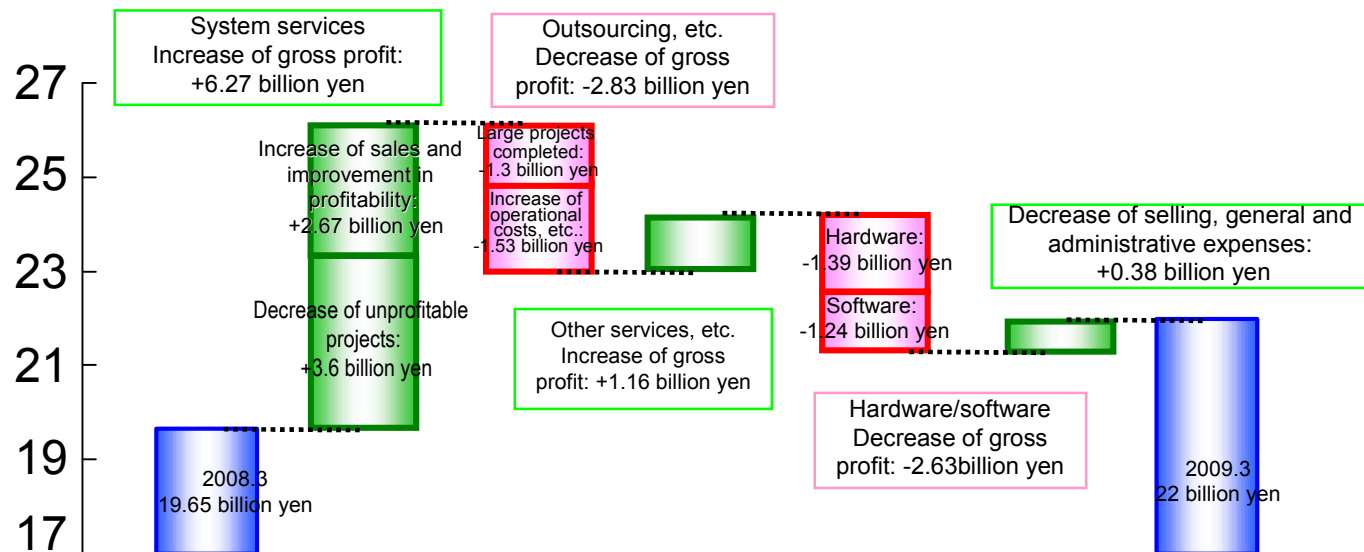 System services
Increase of gross profit:
+6.27 billion yen
Outsourcing, etc.
Decrease of gross
profit: -2.83 billion yen
27
25
23
21
19
17
Increase of sales and
improvement in
profitability:
+2.67 billion yen
Decrease of unprofitable
projects:
+3.6 billion yen
Large projects
completed:
-1.3 billion yen
Increase of
operational
costs, etc.:
-1.53 billion yen
Hardware:
-1.39 billion yen
Software:
-1.24 billion yen
Decrease of selling, general and
administrative expenses:
+0.38 billion yen
Other services, etc.
Increase of gross
profit: +1.16 billion yen
Hardware/software
Decrease of gross
profit: -2.63billion yen
2008.3
19.65 billion yen
2009.3
22 billion yen